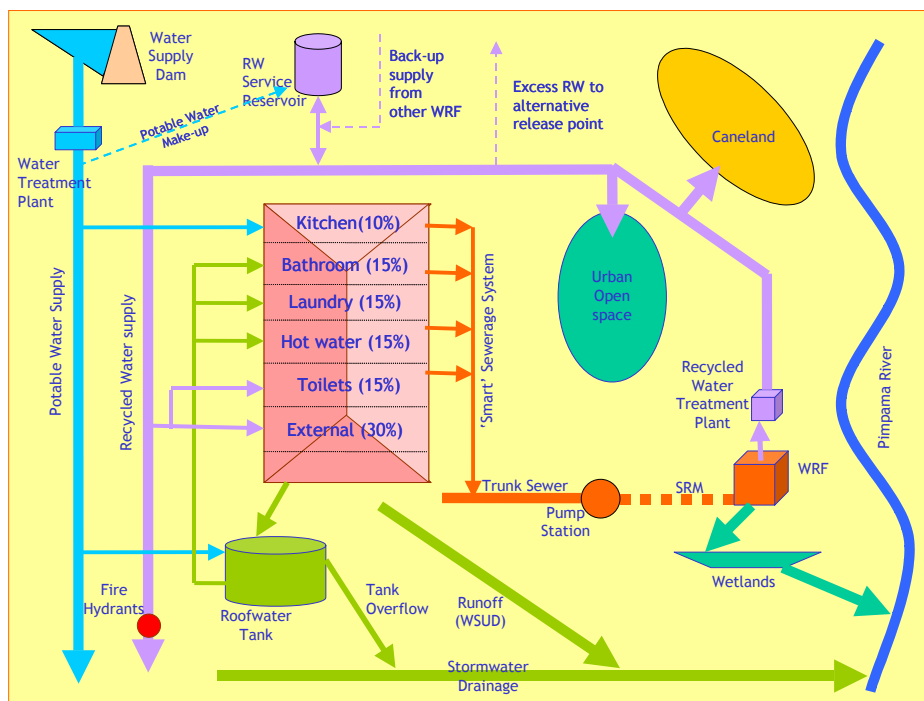 Water
Supply
Dam
RW
Service
Reservoir
Back-up
supply
from
other WRF
Excess RW to
alternative
release point
Caneland
Potable Water
Make-up
Water
Treatment
Plant
Kitchen(10%)
Bathroom (15%)
Laundry (15%)
Hot water (15%)
Toilets (15%)
External (30%)
Potable Water Supply
Recycled Water supply
'Smart' Sewerage System
Urban
Open
space
Recycled
Water
Treatment
Plant
Pimpama River
WRF
Trunk Sewer
SRM
Pump
Station
Wetlands
Fire
Hydrants
Roofwater
Tank
Tank
Overflow
Runoff
(WSUD)
Stormwater
Drainage